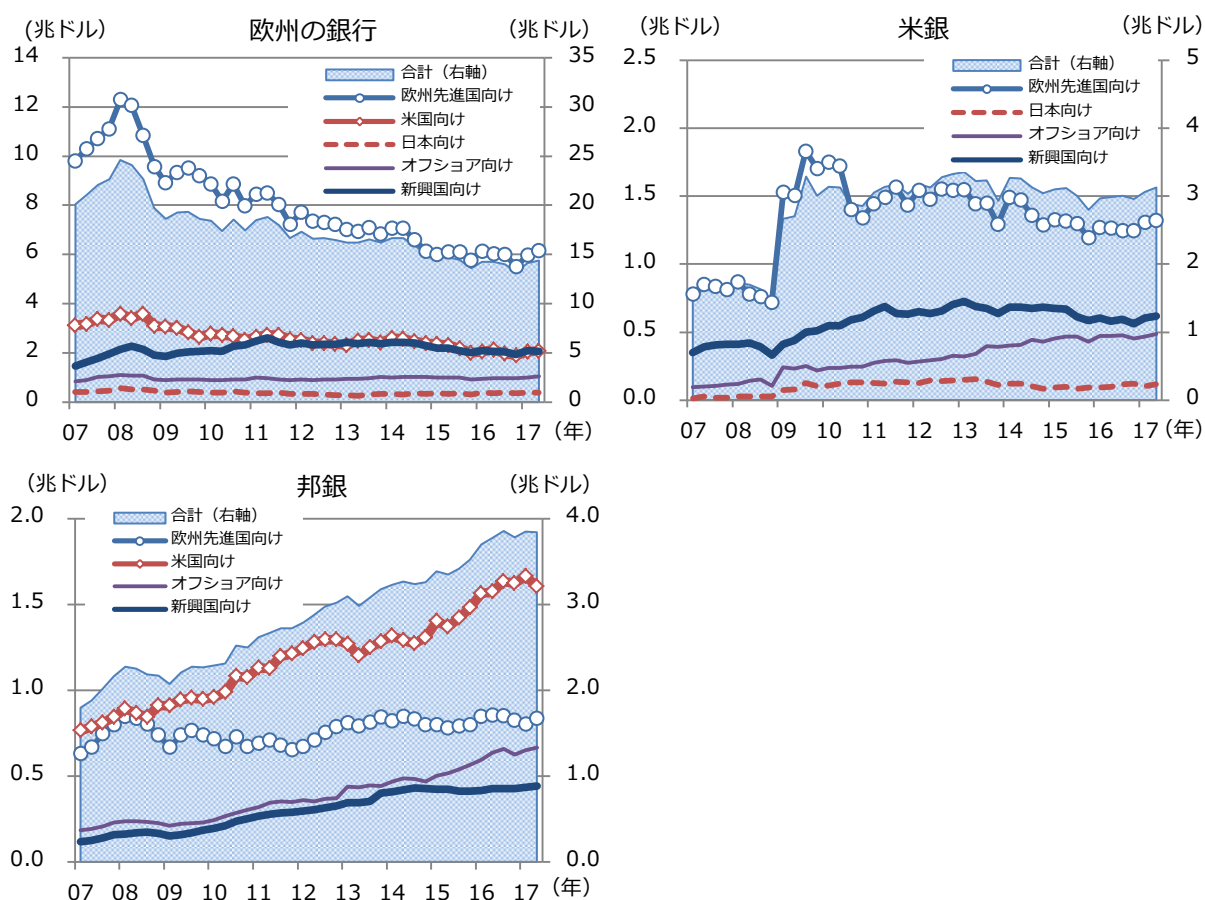 (兆ドル) 欧州の銀行 (兆ドル)
14 35
12 30
10 25
8 20
6 15
4 10
2 5
0 0
合計（右軸）
欧州先進国向け
米国向け
日本向け
オフショア向け
新興国向け
07 08 09 10 11 12 13 14 15 16 17 (年)
(兆ドル) 米銀 (兆ドル)
2.5 5
2.0 4
1.5 3
1.0 2
0.5 1
0.0 0
合計（右軸）
欧州先進国向け
日本向け
オフショア向け
新興国向け
07 08 09 10 11 12 13 14 15 16 17 (年)
（兆ドル） 邦銀 （兆ドル）
2.0 4.0
1.5 3.0
1.0 2.0
0.5 1.0
0.0 0.0
合計（右軸）
欧州先進国向け
米国向け
オフショア向け
新興国向け
07 08 09 10 11 12 13 14 15 16 17 （年）